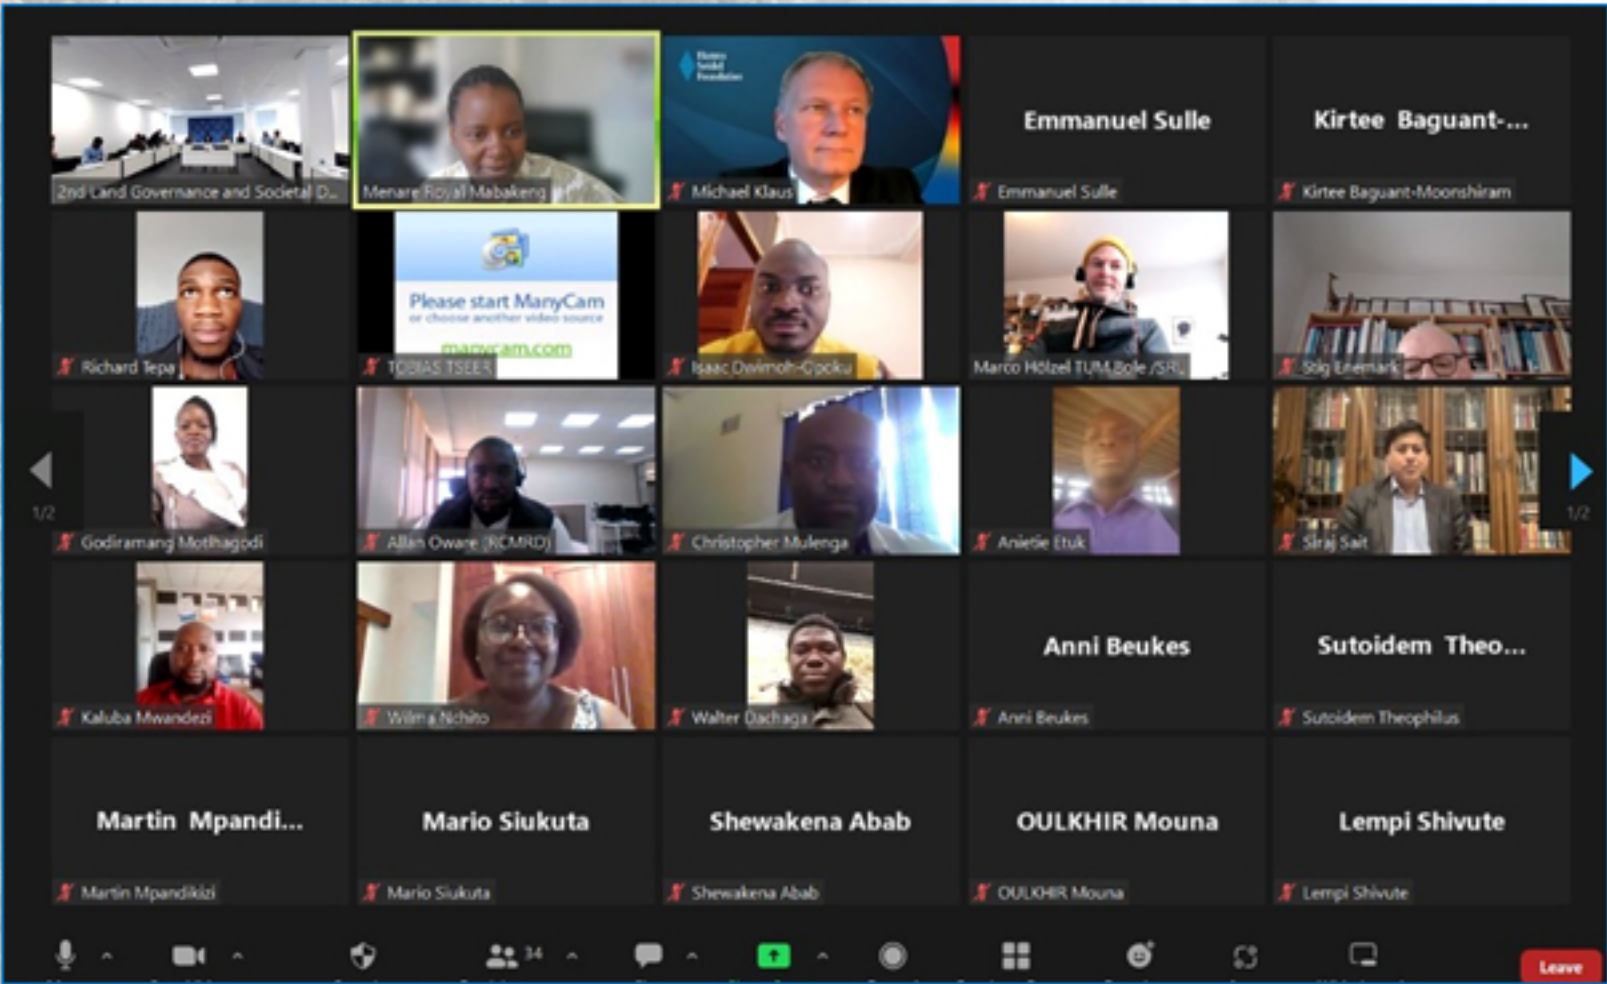 2nd Land Governance and Societal D...
Menare Royal Mabakeng
Hanns
Seidel
Foundation
Michael Klaus
Emmanuel Sulle
Emmanuel Sulle
Kirtee Baguant-...
Kirtee Baguant-Moonshiram
Richard Tepa
Please start ManyCam
or choose another video source
manycam.com
TOBIAS TSEER
Isaac Owimoh-Opoku
Marco Hölzel TUM,Bole /SRL
Stig Enemark
1/2
Godiramang Motlhagodi
Allan Oware (RCMRD)
Christopher Mulenga
Anietie Etuk
Siraj Sait
1/2
Kaluba Mwandezi
Wilma Nchito
Walter Dachaga
Anni Beukes
Anni Beukes
Sutoidem Theo...
Sutoidem Theophilus
Martin Mpandi...
Martin Mpandikizi
Mario Siukuta
Mario Siukuta
Shewakena Abab
Shewakena Abab
OULKHIR Mouna
OULKHIR Mouna
Lempi Shivute
Lempi Shivute
34
Leave